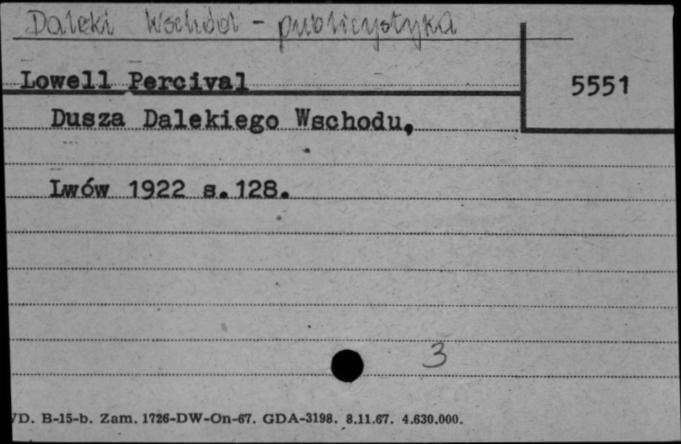 Daleki Wschód - publicystyka
Lowell Percival
5551
Dusza Dalekiego Wschodu,
Lwów 1922 s.128.
3
VD. B-15-b. Zam. 1726-DW-On-67. GDA-3198. 8.11.67. 4.630.000.